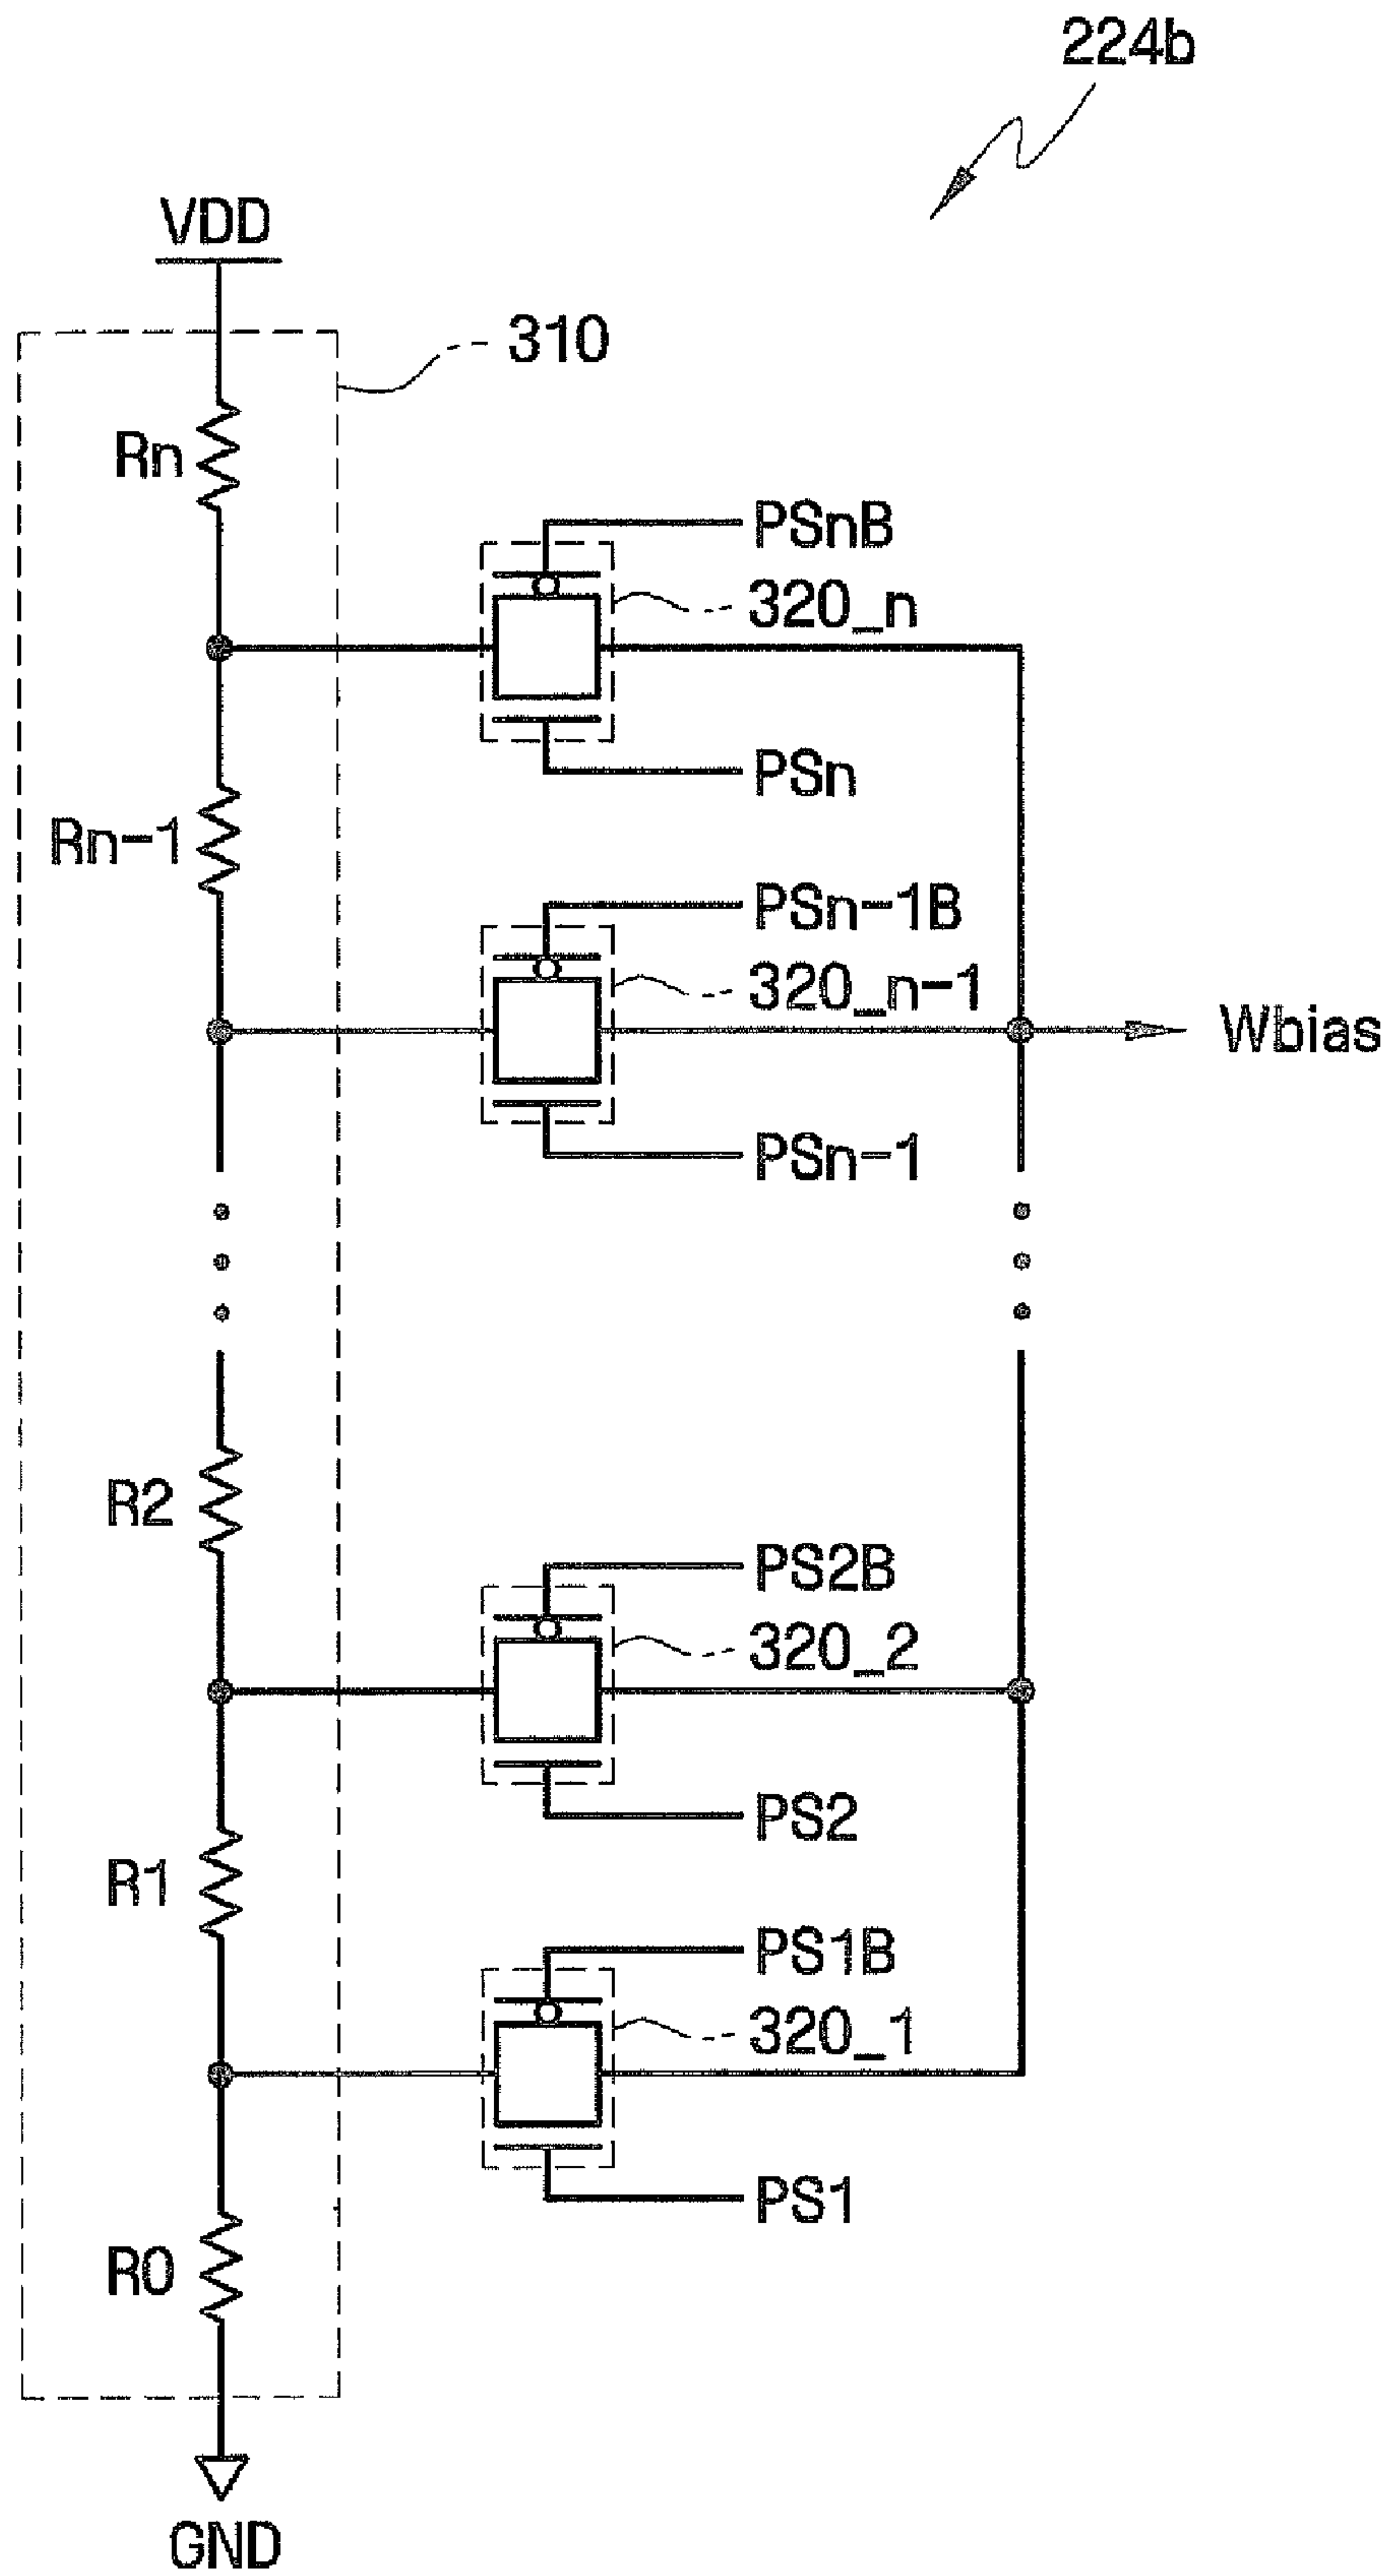 224b
VDD
310
Rn
PSnB
320_n
PSn
Rn-1
PSn-1B
320_n-1
Wbias
PSn-1
R2
PS2B
320_2
PS2
R1
PS1B
320_1
PS1
R0
GND